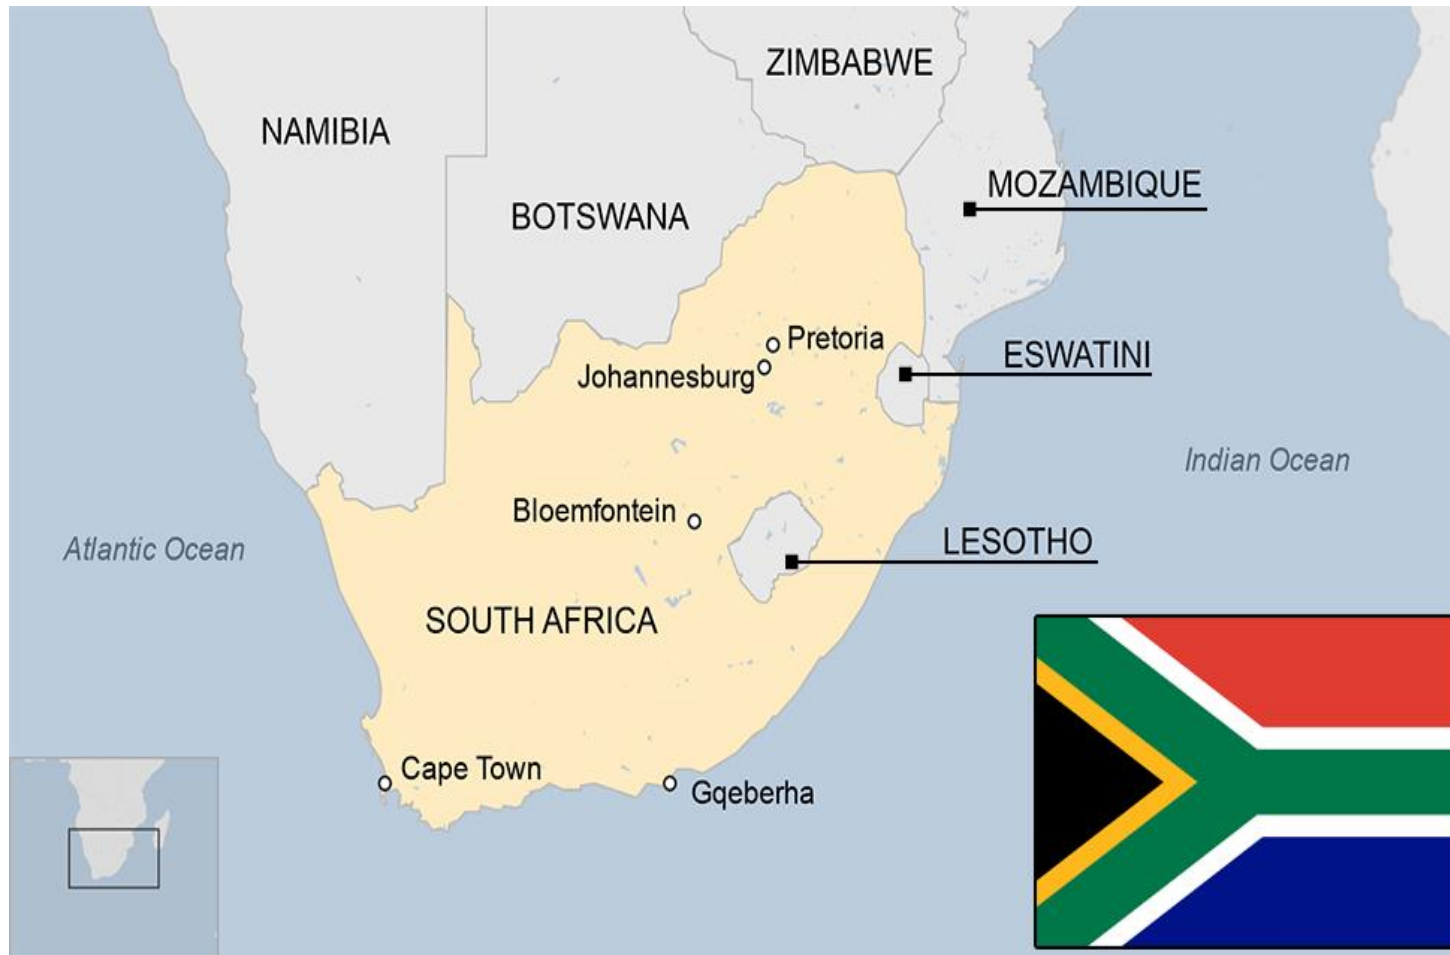 ZIMBABWE
NAMIBIA
MOZAMBIQUE
BOTSWANA
Pretoria
ESWATINI
Johannesburg
Indian Ocean
Bloemfontein
LESOTHO
Atlantic Ocean
SOUTH AFRICA
Cape Town
Gqeberha